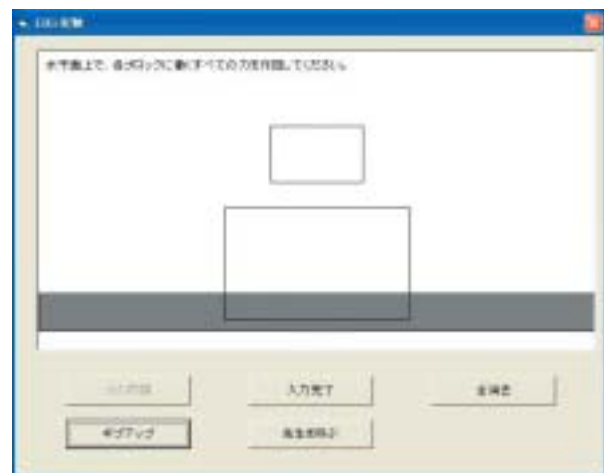 水平面上で、各ブロックに働くすべての力を作図してください。
入力完了
全消去
ギブアップ
先生を呼ぶ